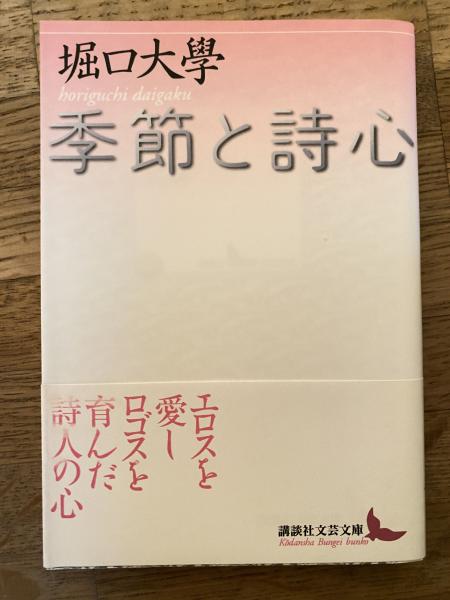 堀口大學
horiguchi daigaku
季節と詩心
エロスを
愛し
ロゴスを
育んだ
詩人の心
講談社文芸文庫
Kōdansha Bungei bunko